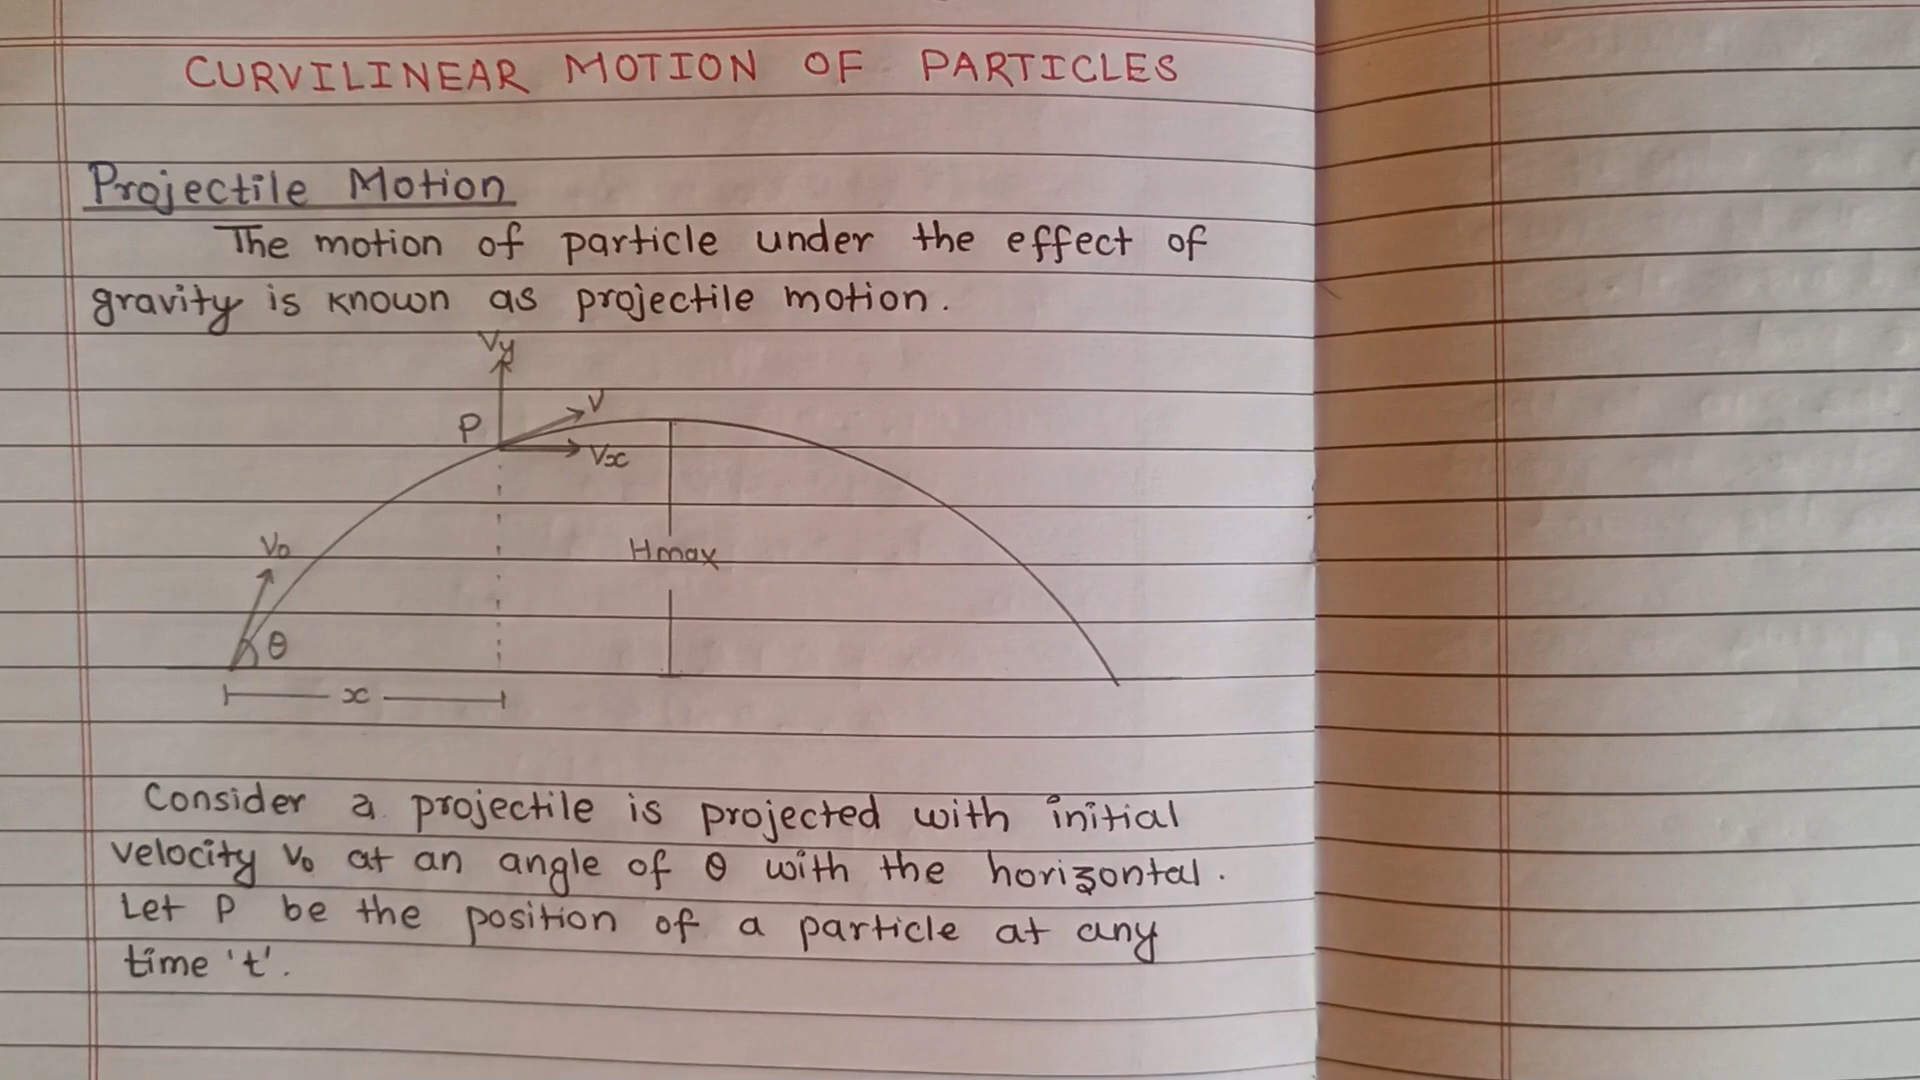 CURVILINEAR MOTION OF PARTICLES
Projectile Motion
The motion of particle under the effect of
gravity is known as projectile motion.
Vy
V
P
Vx
Vo
Hmax
θ
x
Consider a projectile is projected with initial
velocity Vo at an angle of θ with the horizontal.
Let P be the position of a particle at any
time 't'.